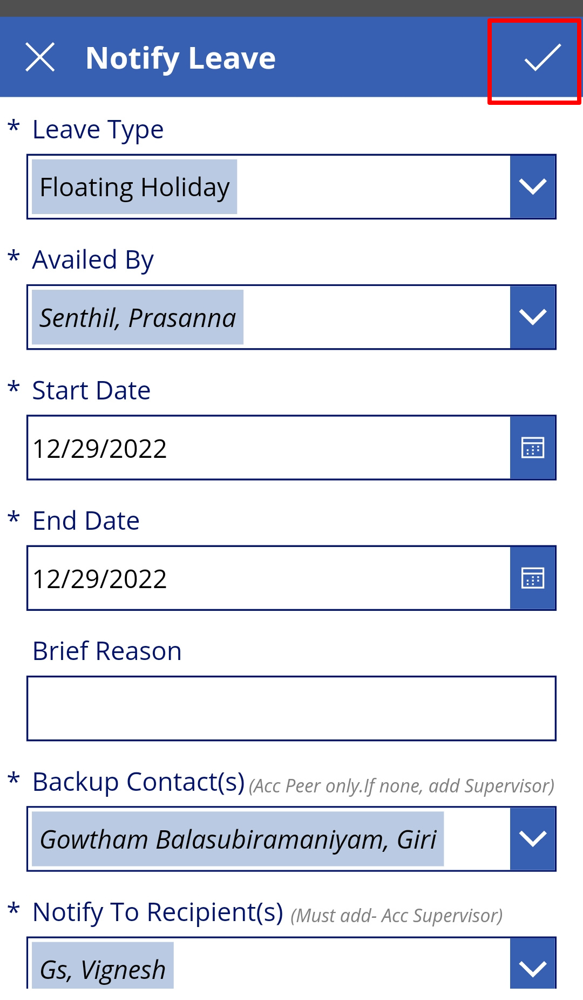 Notify Leave
* Leave Type
Floating Holiday
* Availed By
Senthil, Prasanna
* Start Date
12/29/2022
* End Date
12/29/2022
Brief Reason
* Backup Contact(s) (Acc Peer only.If none, add Supervisor)
Gowtham Balasubiramaniyam, Giri
* Notify To Recipient(s) (Must add- Acc Supervisor)
Gs, Vignesh